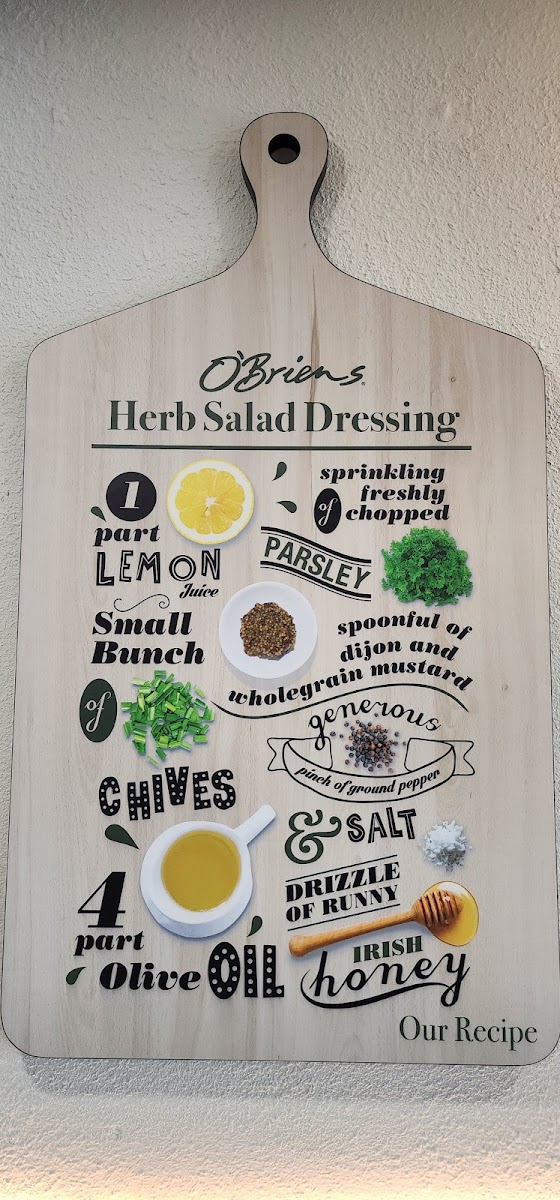 O'Briens
Herb Salad Dressing
1
part
LEMON
Juice
sprinkling
freshly
of chopped
PARSLEY
Small
Bunch
of
CHIVES
spoonful of
dijon and
wholegrain mustard
generous
pinch of ground pepper
& SALT
4
part
Olive OIL
DRIZZLE
OF RUNNY
IRISH
honey
Our Recipe